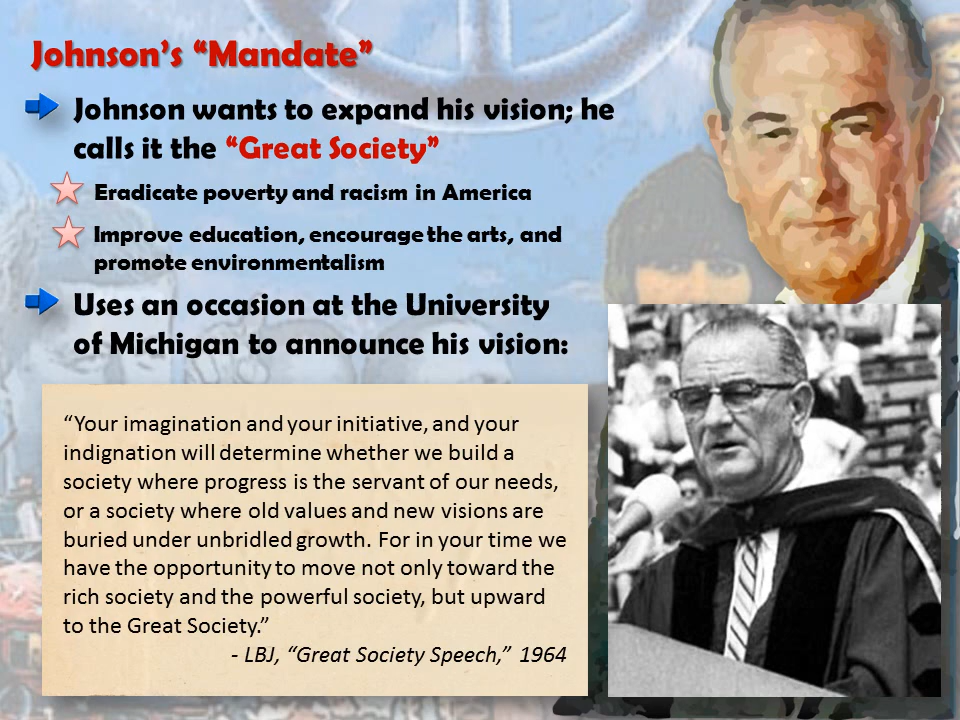 Johnson’s “Mandate”
Johnson wants to expand his vision; he
calls it the “Great Society”
Eradicate poverty and racism in America
Improve education, encourage the arts, and
promote environmentalism
Uses an occasion at the University
of Michigan to announce his vision:
“Your imagination and your initiative, and your
indignation will determine whether we build a
society where progress is the servant of our needs,
or a society where old values and new visions are
buried under unbridled growth. For in your time we
have the opportunity to move not only toward the
rich society and the powerful society, but upward
to the Great Society.”
- LBJ, “Great Society Speech,” 1964